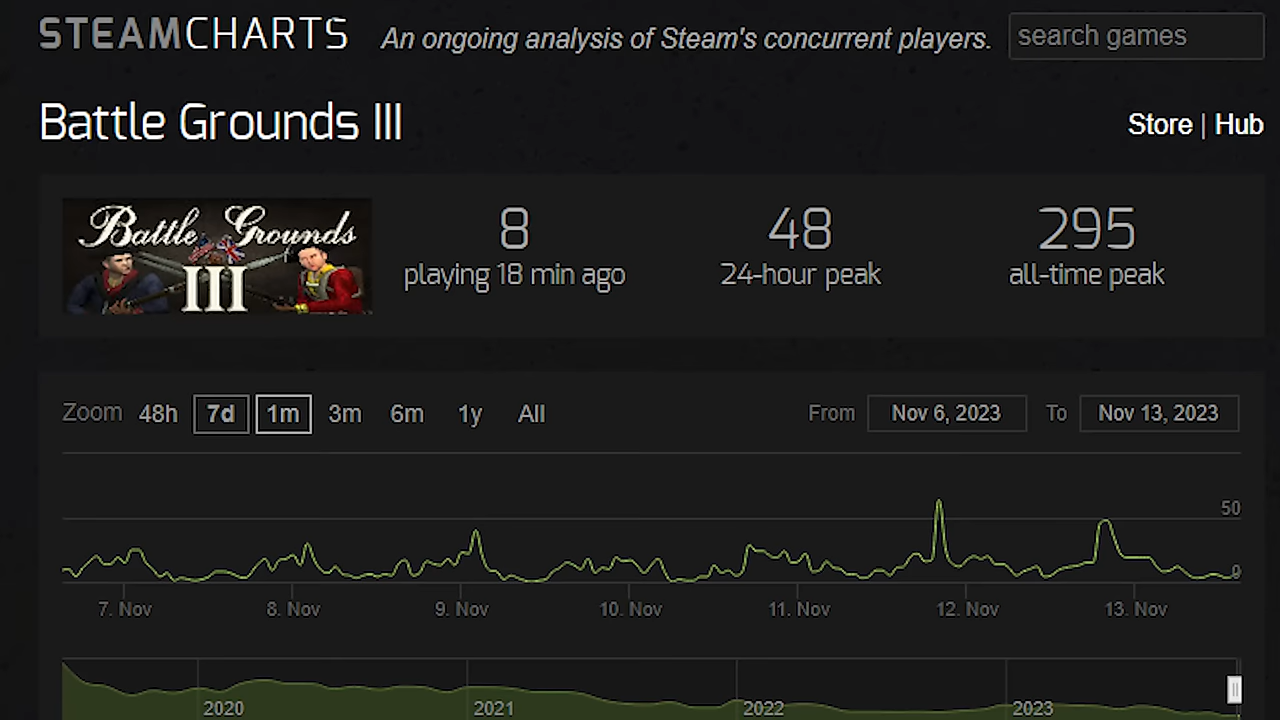 STEAMCHARTS An ongoing analysis of Steam's concurrent players. search games
Battle Grounds III Store | Hub
Battle Grounds
III
8 48 295
playing 18 min ago 24-hour peak all-time peak
Zoom 48h 7d 1m 3m 6m 1y All From Nov 6, 2023 To Nov 13, 2023
50
0
7. Nov 8. Nov 9. Nov 10. Nov 11. Nov 12. Nov 13. Nov
2020 2021 2022 2023